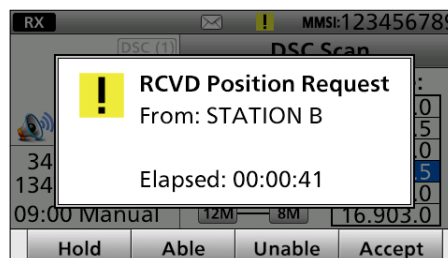 RX MMSI:123456789
DSC (1) DSC Scan
RCVD Position Request
From: STATION B
Elapsed: 00:00:41
34
134
09:00 Manual 12M 8M 16.903.0
Hold Able Unable Accept